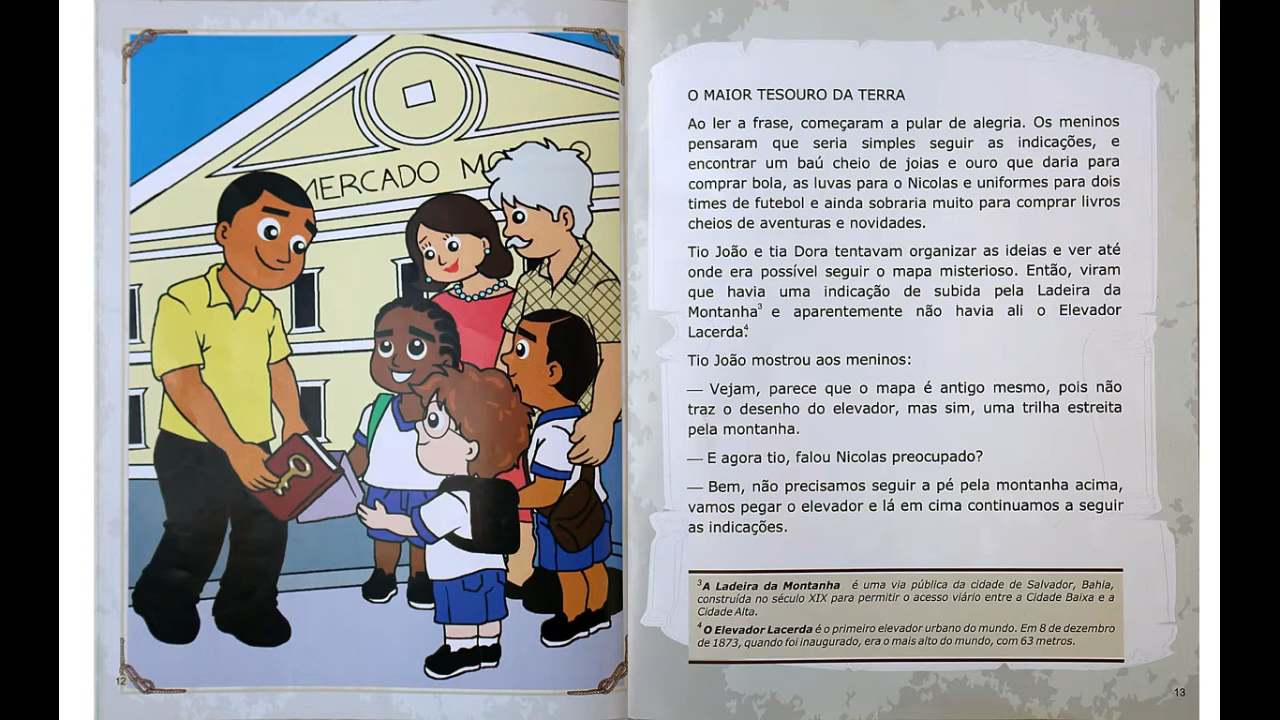 MERCADO
12
O MAIOR TESOURO DA TERRA
Ao ler a frase, começaram a pular de alegria. Os meninos
pensaram que seria simples seguir as indicações, e
encontrar um baú cheio de joias e ouro que daria para
comprar bola, as luvas para o Nicolas e uniformes para dois
times de futebol e ainda sobraria muito para comprar livros
cheios de aventuras e novidades.
Tio João e tia Dora tentavam organizar as ideias e ver até
onde era possível seguir o mapa misterioso. Então, viram
que havia uma indicação de subida pela Ladeira da
Montanha³ e aparentemente não havia ali o Elevador
Lacerda⁴.
Tio João mostrou aos meninos:
— Vejam, parece que o mapa é antigo mesmo, pois não
traz o desenho do elevador, mas sim, uma trilha estreita
pela montanha.
— E agora tio, falou Nicolas preocupado?
— Bem, não precisamos seguir a pé pela montanha acima,
vamos pegar o elevador e lá em cima continuamos a seguir
as indicações.
³A Ladeira da Montanha é uma via pública da cidade de Salvador, Bahia,
construída no século XIX para permitir o acesso viário entre a Cidade Baixa e a
Cidade Alta.
⁴O Elevador Lacerda é o primeiro elevador urbano do mundo. Em 8 de dezembro
de 1873, quando foi inaugurado, era o mais alto do mundo, com 63 metros.
13